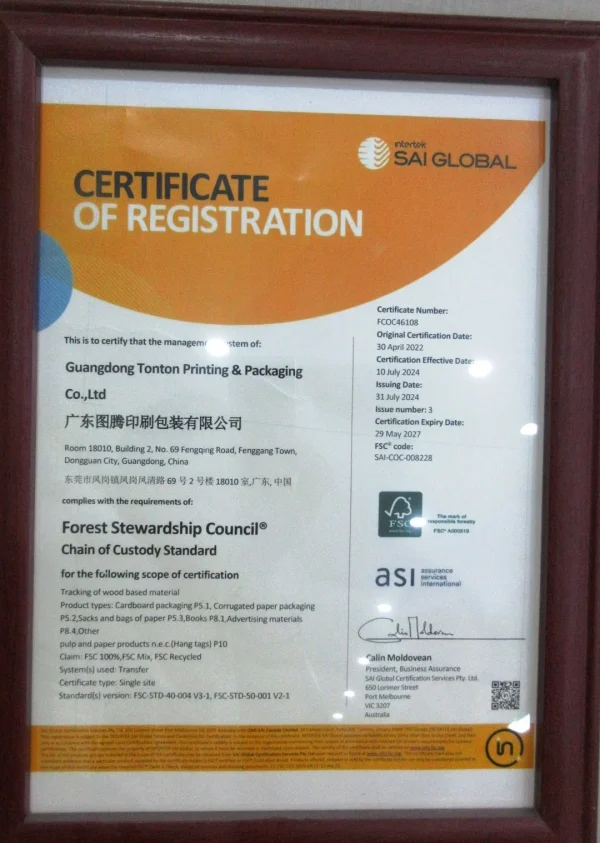 intertek
SAI GLOBAL
CERTIFICATE
OF REGISTRATION
This is to certify that the management system of:
Guangdong Tonton Printing & Packaging
Co.,Ltd
广东图腾印刷包装有限公司
Room 18010, Building 2, No. 69 Fengqing Road, Fenggang Town,
Dongguan City, Guangdong, China
东莞市凤岗镇凤岗凤清路 69 号 2 号楼 18010 室,广东, 中国
complies with the requirements of:
Forest Stewardship Council®
Chain of Custody Standard
for the following scope of certification
Tracking of wood based material
Product types: Cardboard packaging P5.1, Corrugated paper packaging
P5.2,Sacks and bags of paper P5.3,Books P8.1,Advertising materials
P8.4,Other
pulp and paper products n.e.c.(Hang tags) P10
Claim: FSC 100%,FSC Mix, FSC Recycled
System(s) used: Transfer
Certificate type: Single site
Standard(s) version: FSC-STD-40-004 V3-1, FSC-STD-50-001 V2-1
Certificate Number:
FCOC46108
Original Certification Date:
30 April 2022
Certification Effective Date:
10 July 2024
Issuing Date:
31 July 2024
Issue number: 3
Certification Expiry Date:
29 May 2027
FSC® code:
SAI-COC-008228
FSC
The mark of
responsible forestry
FSC® A000519
asi assurance
services
international
Calin Moldovean
Calin Moldovean
President, Business Assurance
SAI Global Certification Services Pty. Ltd.
650 Lorimer Street
Port Melbourne
VIC 3207
Australia